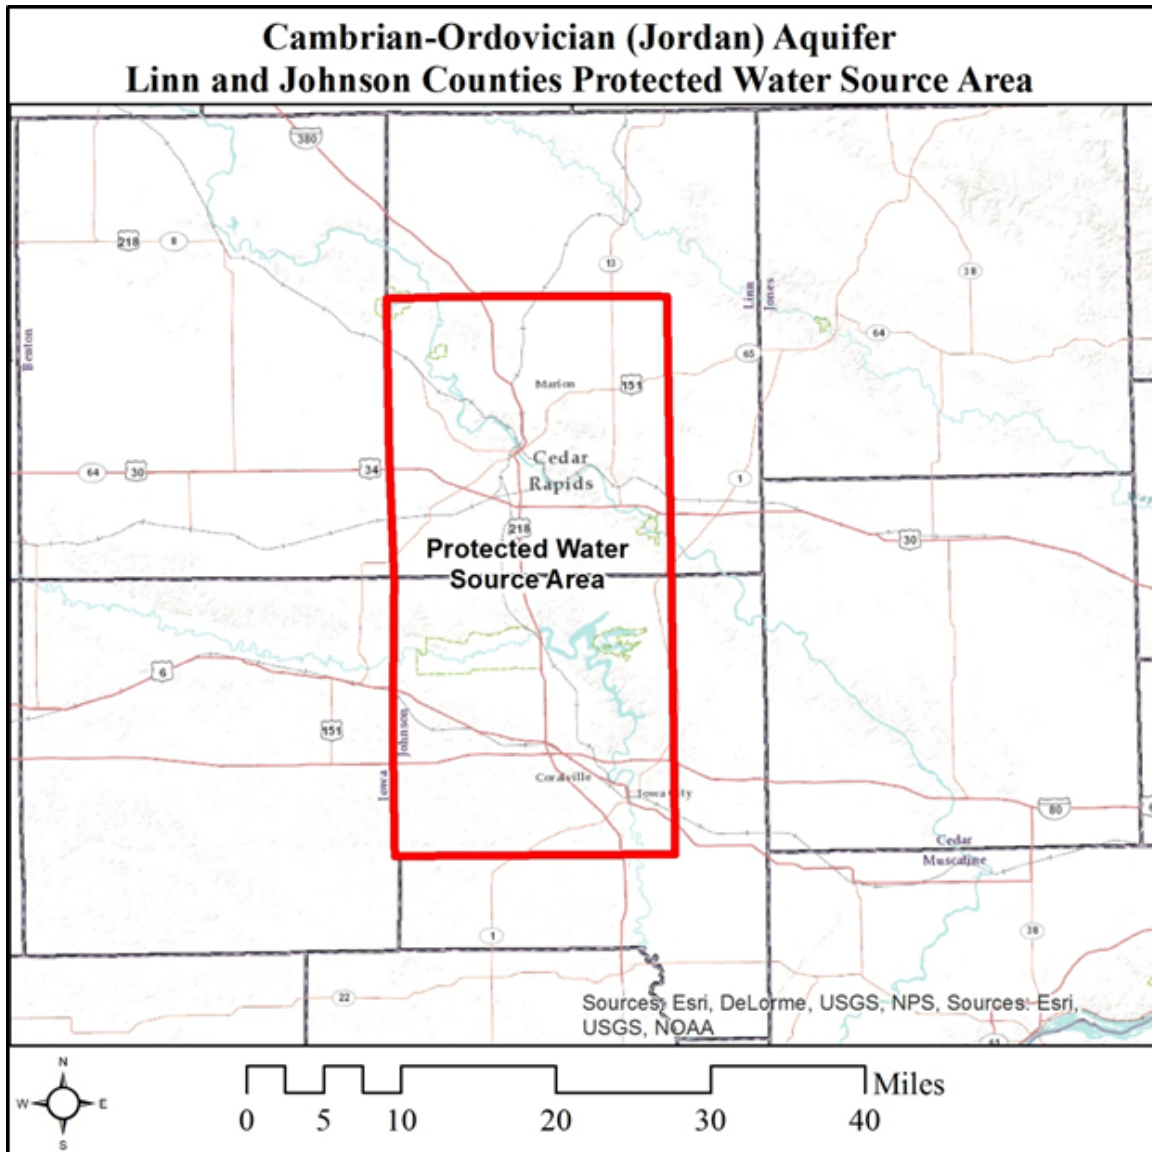 Cambrian-Ordovician (Jordan) Aquifer
Linn and Johnson Counties Protected Water Source Area
380
218
8
13
38
Linn
Jones
Benton
64
65
Marion
151
Cedar
Rapids
64
30
34
1
218
30
Protected Water
Source Area
6
151
Johnson
Iowa
Coralville
Iowa City
80
Cedar
Muscatine
1
38
22
Sources: Esri, DeLorme, USGS, NPS, Sources: Esri,
USGS, NOAA
N
W
E
S
0
5
10
20
30
40
Miles